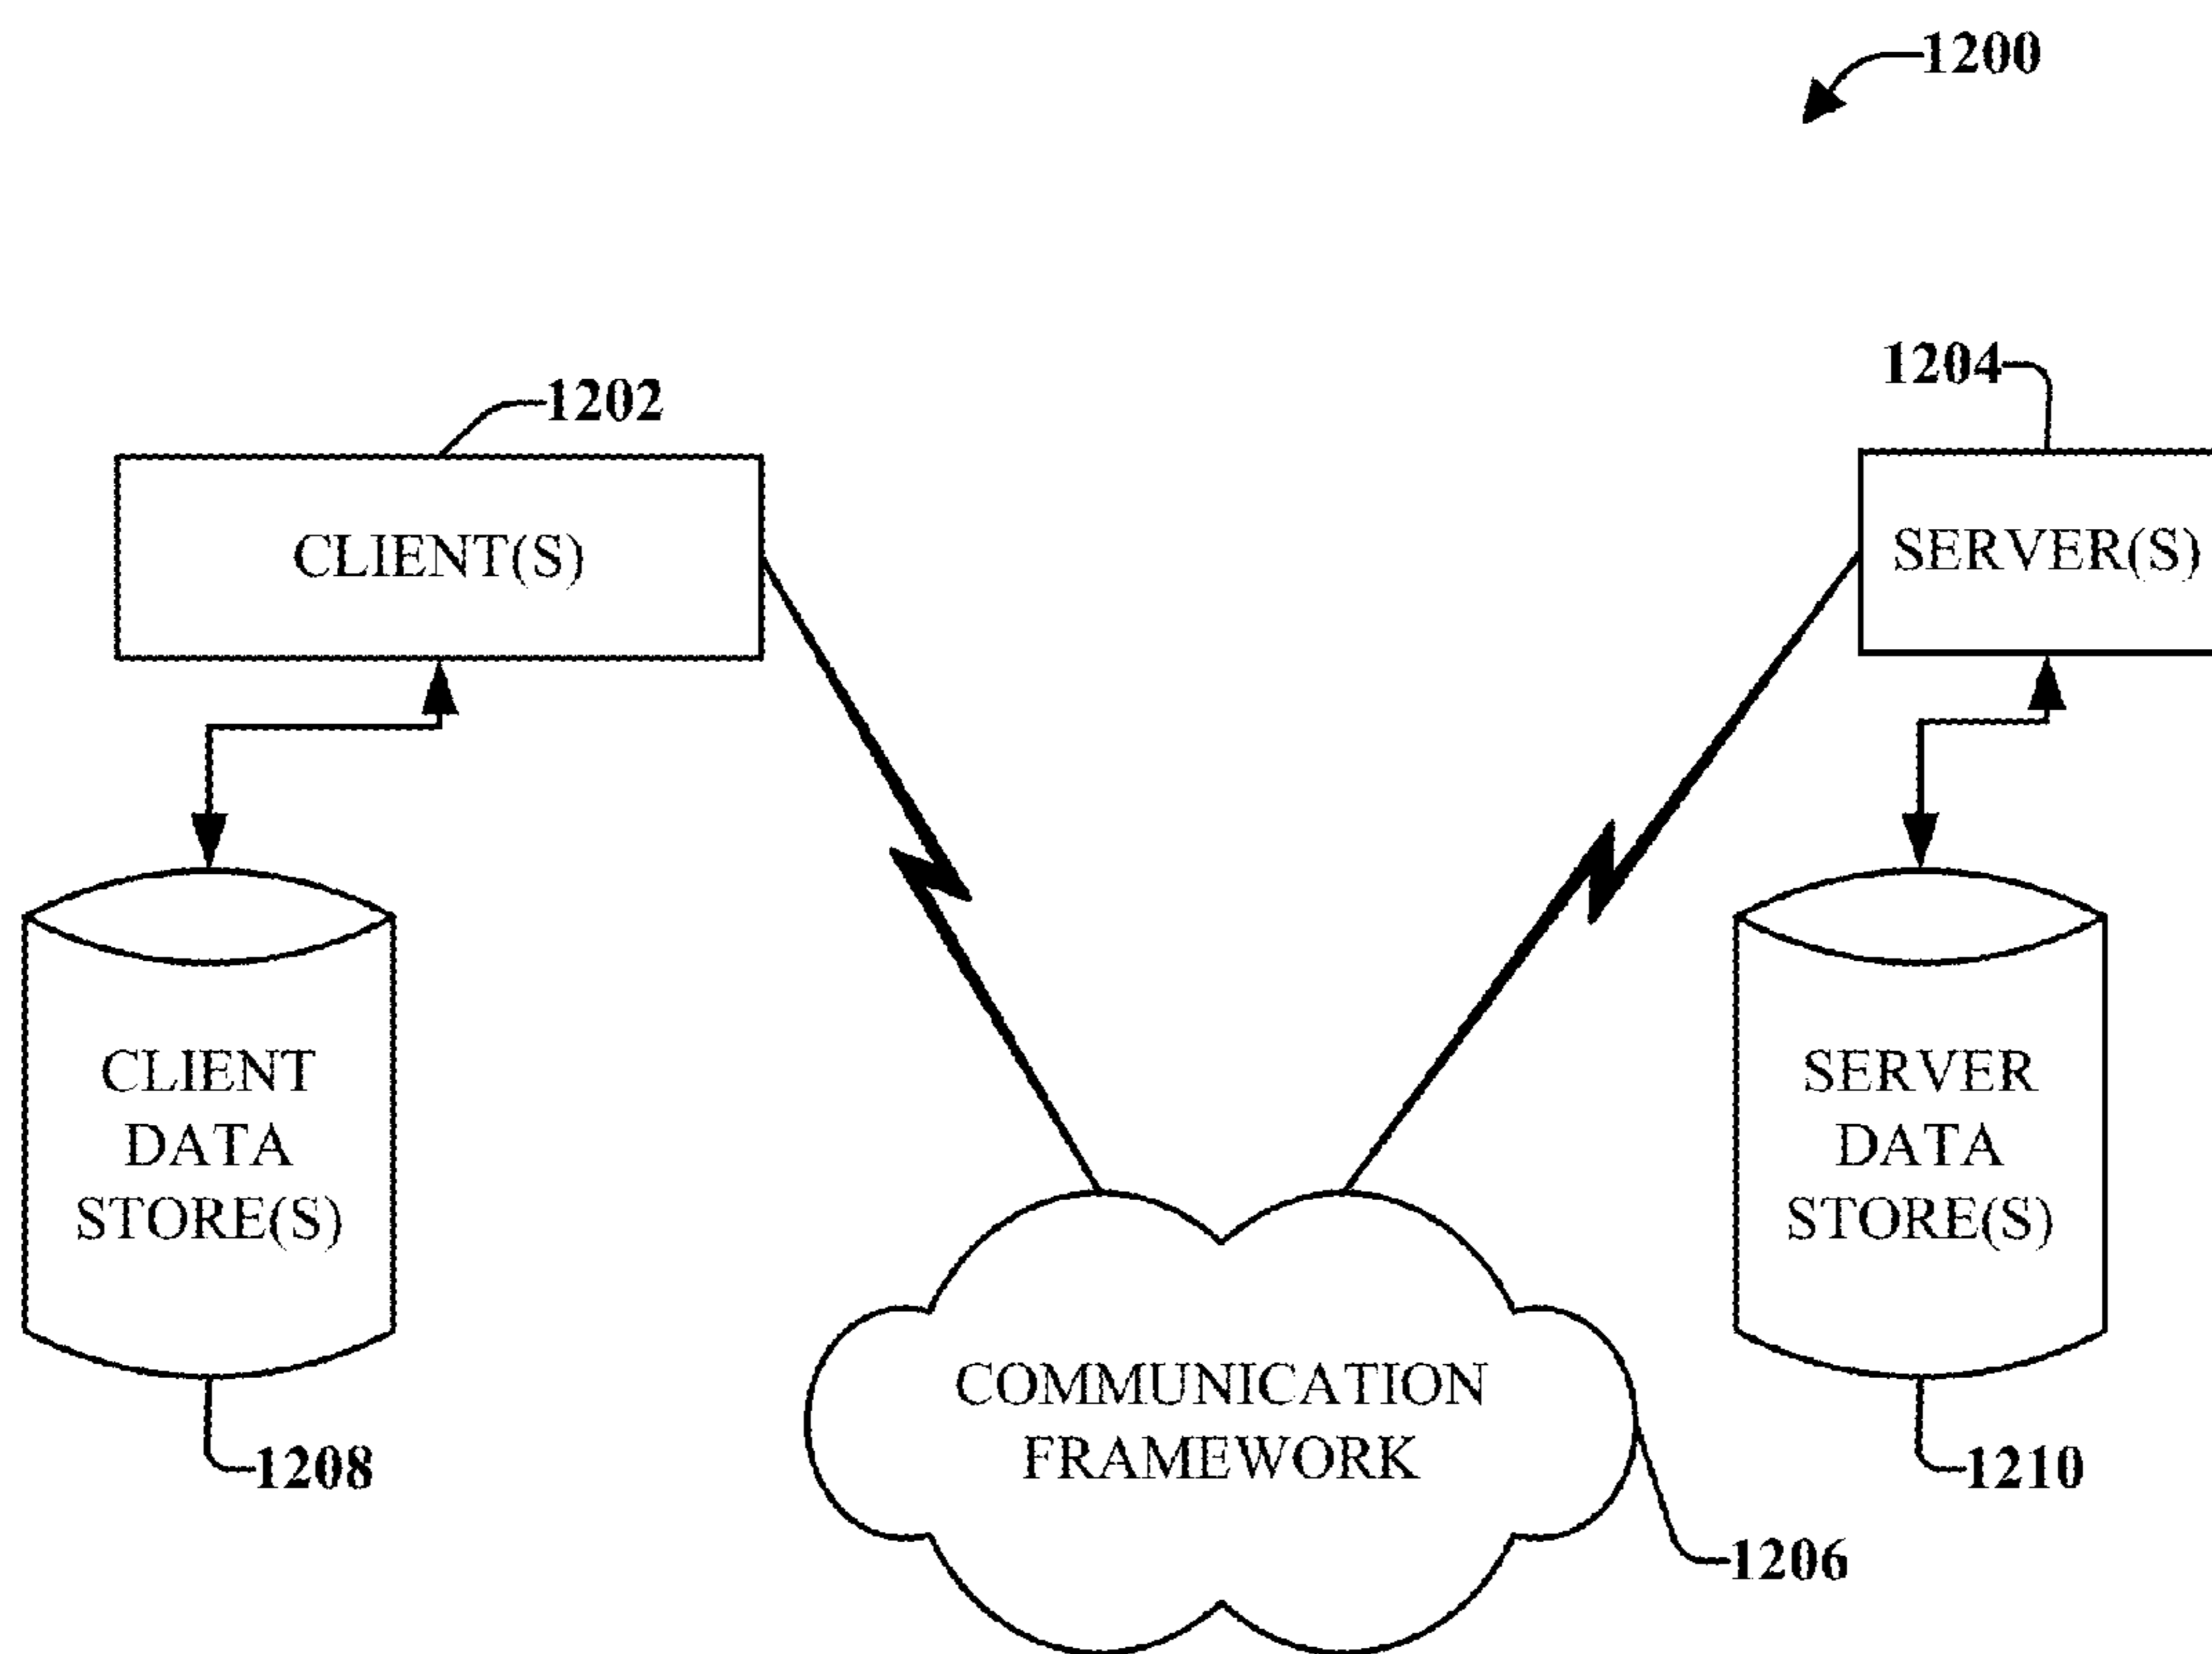 1200
1202
1204
CLIENT(S)
SERVER(S)
CLIENT
DATA
STORE(S)
SERVER
DATA
STORE(S)
COMMUNICATION
FRAMEWORK
1208
1210
1206